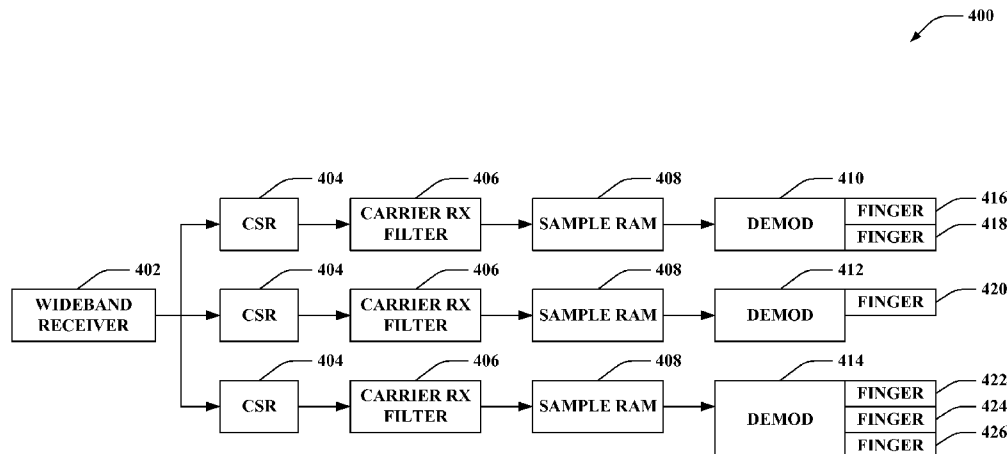 400
404
406
408
410
CSR
CARRIER RX
FILTER
SAMPLE RAM
DEMOD
FINGER
416
FINGER
418
402
WIDEBAND
RECEIVER
404
406
408
412
CSR
CARRIER RX
FILTER
SAMPLE RAM
DEMOD
FINGER
420
404
406
408
414
CSR
CARRIER RX
FILTER
SAMPLE RAM
DEMOD
FINGER
422
FINGER
424
FINGER
426